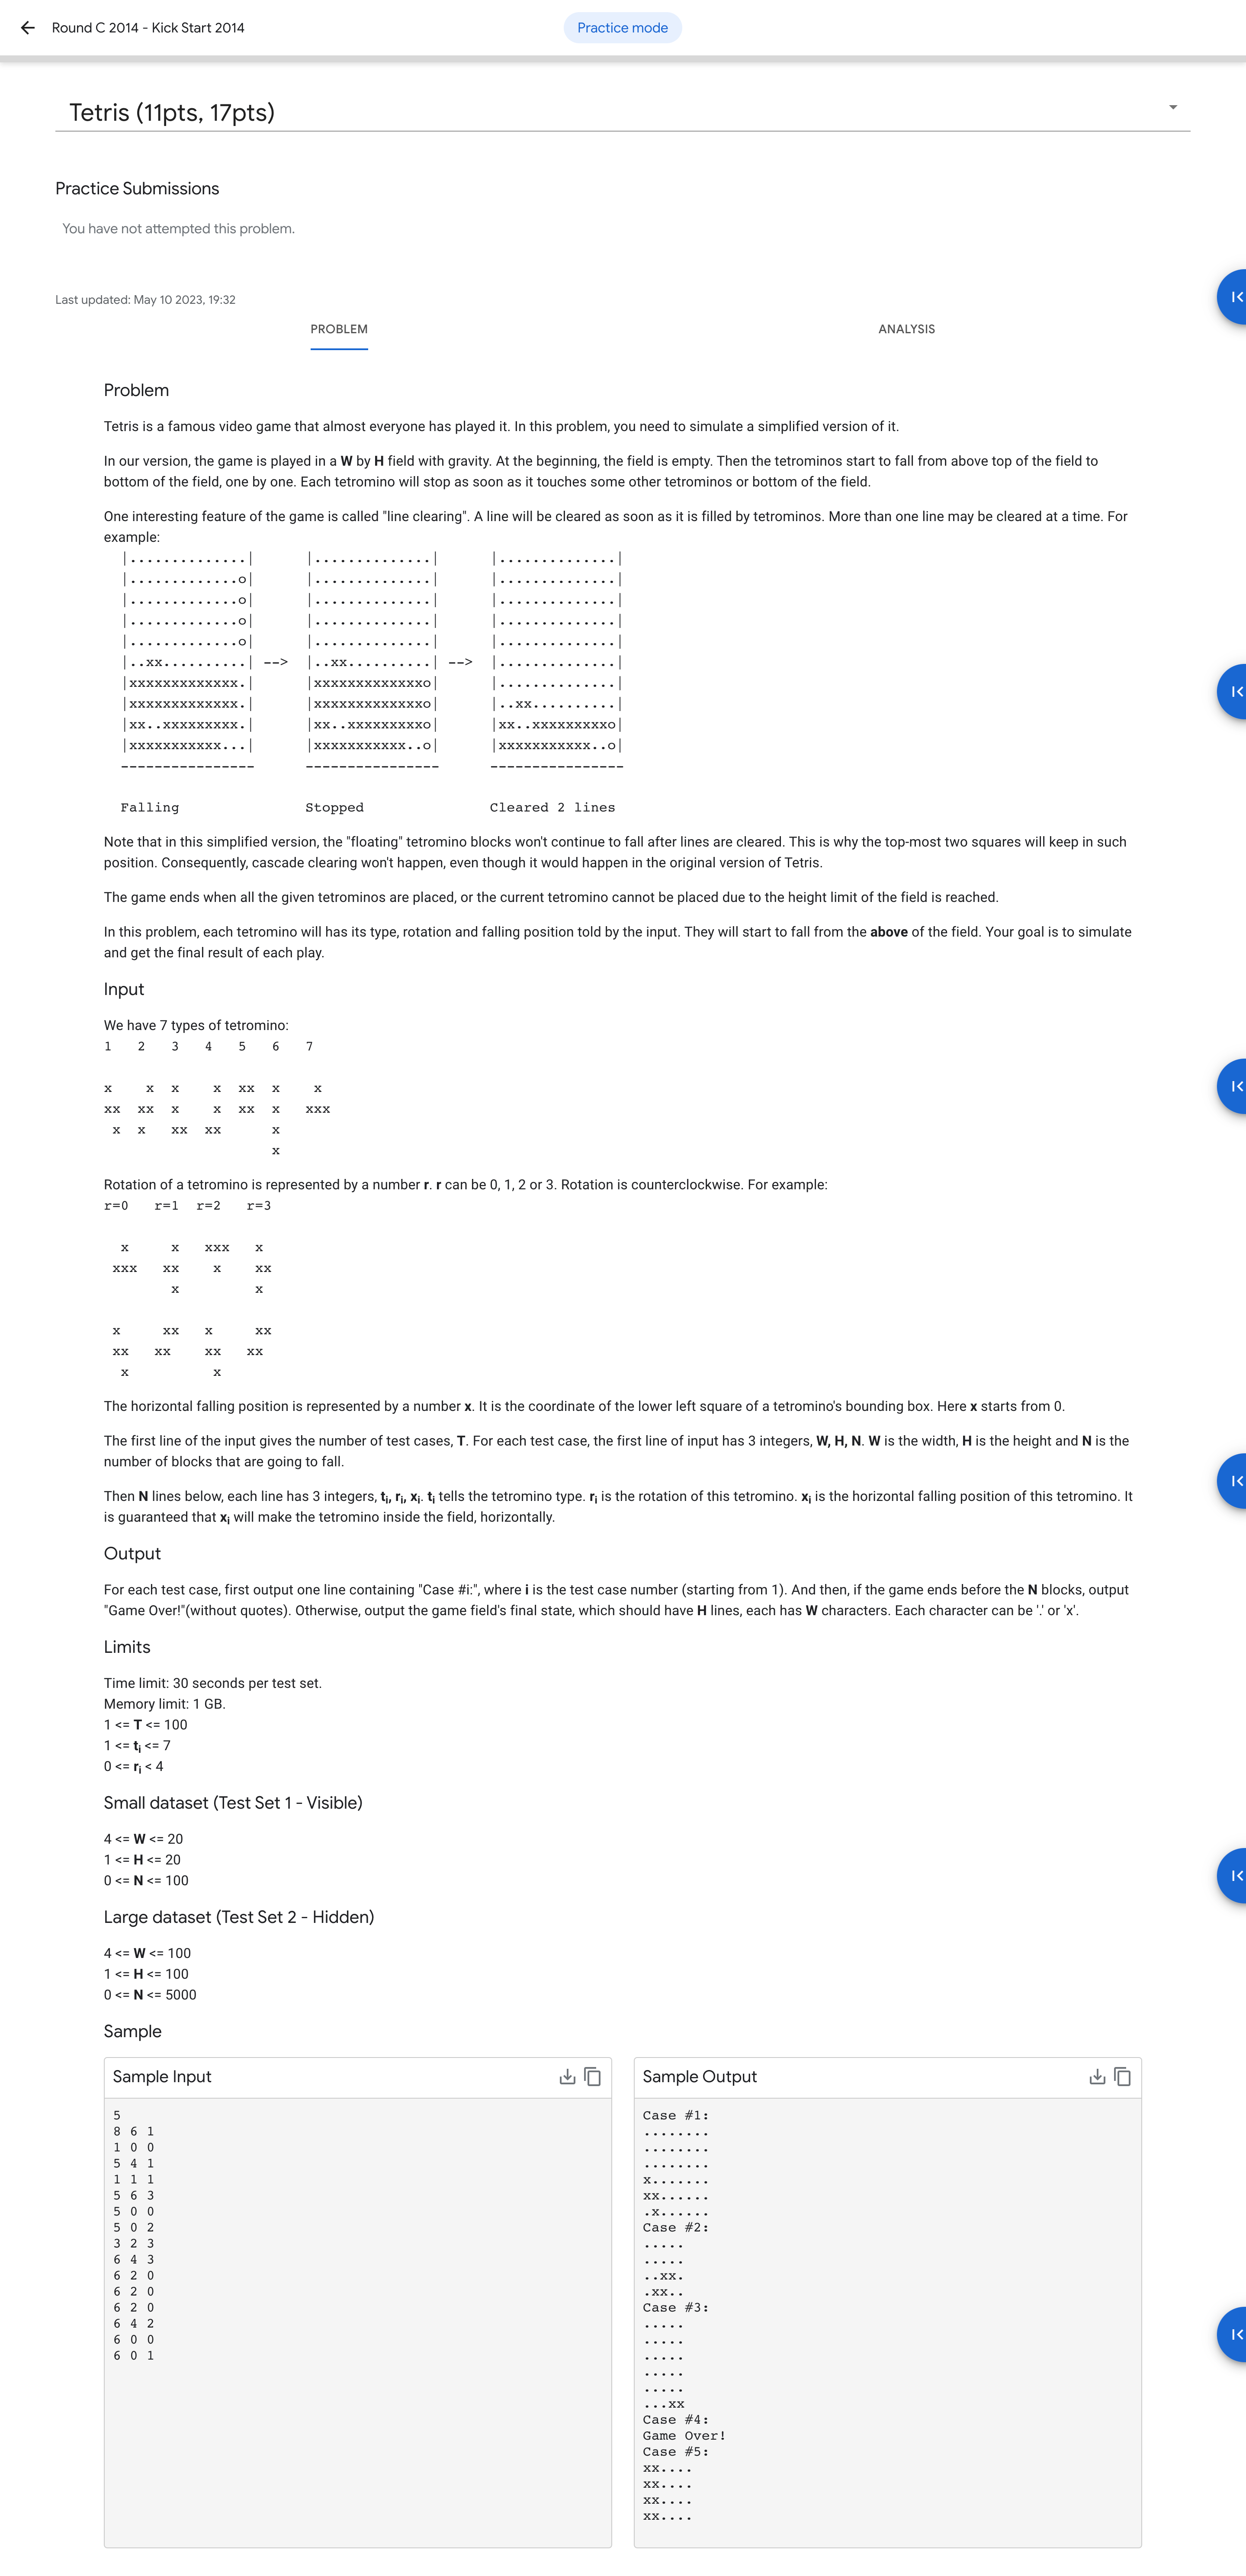 Round C 2014 - Kick Start 2014
Practice mode
Tetris (11pts, 17pts)
Practice Submissions
You have not attempted this problem.
Last updated: May 10 2023, 19:32
PROBLEM
ANALYSIS
Problem
Tetris is a famous video game that almost everyone has played it. In this problem, you need to simulate a simplified version of it.
In our version, the game is played in a W by H field with gravity. At the beginning, the field is empty. Then the tetrominos start to fall from above top of the field to
bottom of the field, one by one. Each tetromino will stop as soon as it touches some other tetrominos or bottom of the field.
One interesting feature of the game is called "line clearing". A line will be cleared as soon as it is filled by tetrominos. More than one line may be cleared at a time. For
example:
  |..............|      |..............|      |..............|
  |.............o|      |..............|      |..............|
  |.............o|      |..............|      |..............|
  |.............o|      |..............|      |..............|
  |.............o|      |..............|      |..............|
  |..xx..........| -->  |..xx..........| -->  |..............|
  |xxxxxxxxxxxxx.|      |xxxxxxxxxxxxxo|      |..............|
  |xxxxxxxxxxxxx.|      |xxxxxxxxxxxxxo|      |..xx..........|
  |xx..xxxxxxxxx.|      |xx..xxxxxxxxxo|      |xx..xxxxxxxxxo|
  |xxxxxxxxxxx...|      |xxxxxxxxxxx..o|      |xxxxxxxxxxx..o|
  ----------------      ----------------      ----------------
  Falling               Stopped               Cleared 2 lines
Note that in this simplified version, the "floating" tetromino blocks won't continue to fall after lines are cleared. This is why the top-most two squares will keep in such
position. Consequently, cascade clearing won't happen, even though it would happen in the original version of Tetris.
The game ends when all the given tetrominos are placed, or the current tetromino cannot be placed due to the height limit of the field is reached.
In this problem, each tetromino will has its type, rotation and falling position told by the input. They will start to fall from the above of the field. Your goal is to simulate
and get the final result of each play.
Input
We have 7 types of tetromino:
1   2   3   4   5   6   7
x    x  x    x  xx  x    x
xx  xx  x    x  xx  x   xxx
 x  x   xx  xx      x
                    x
Rotation of a tetromino is represented by a number r. r can be 0, 1, 2 or 3. Rotation is counterclockwise. For example:
r=0   r=1  r=2   r=3
  x     x   xxx   x
 xxx   xx    x    xx
        x         x
 x     xx   x     xx
 xx   xx    xx   xx
  x          x
The horizontal falling position is represented by a number x. It is the coordinate of the lower left square of a tetromino's bounding box. Here x starts from 0.
The first line of the input gives the number of test cases, T. For each test case, the first line of input has 3 integers, W, H, N. W is the width, H is the height and N is the
number of blocks that are going to fall.
Then N lines below, each line has 3 integers, ti, ri, xi. ti tells the tetromino type. ri is the rotation of this tetromino. xi is the horizontal falling position of this tetromino. It
is guaranteed that xi will make the tetromino inside the field, horizontally.
Output
For each test case, first output one line containing "Case #i:", where i is the test case number (starting from 1). And then, if the game ends before the N blocks, output
"Game Over!"(without quotes). Otherwise, output the game field's final state, which should have H lines, each has W characters. Each character can be '.' or 'x'.
Limits
Time limit: 30 seconds per test set.
Memory limit: 1 GB.
1 <= T <= 100
1 <= ti <= 7
0 <= ri < 4
Small dataset (Test Set 1 - Visible)
4 <= W <= 20
1 <= H <= 20
0 <= N <= 100
Large dataset (Test Set 2 - Hidden)
4 <= W <= 100
1 <= H <= 100
0 <= N <= 5000
Sample
Sample Input
5
8 6 1
1 0 0
5 4 1
1 1 1
5 6 3
5 0 0
5 0 2
3 2 3
6 4 3
6 2 0
6 2 0
6 2 0
6 4 2
6 0 0
6 0 1
Sample Output
Case #1:
........
........
........
x.......
xx......
.x......
Case #2:
.....
.....
..xx.
.xx..
Case #3:
.....
.....
.....
.....
.....
...xx
Case #4:
Game Over!
Case #5:
xx....
xx....
xx....
xx....